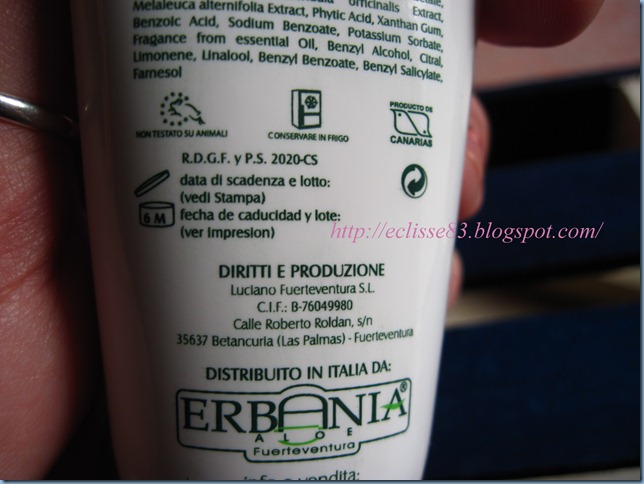 Melaleuca alternifolia Extract, Phytic Acid, Xanthan Gum,
Benzoic Acid, Sodium Benzoate, Potassium Sorbate,
Fragance from essential Oil, Benzyl Alcohol, Citral,
Limonene, Linalool, Benzyl Benzoate, Benzyl Salicylate,
Farnesol
NON TESTATO SU ANIMALI
CONSERVARE IN FRIGO
PRODUCTO DE
CANARIAS
R.D.G.F. y P.S. 2020-CS
data di scadenza e lotto:
(vedi Stampa)
6 M
fecha de caducidad y lote:
(ver impresion)
http://eclisse83.blogspot.com/
DIRITTI E PRODUZIONE
Luciano Fuerteventura S.L.
C.I.F.: B-76049980
Calle Roberto Roldan, s/n
35637 Betancuria (Las Palmas) - Fuerteventura
DISTRIBUITO IN ITALIA DA:
ERBANIA®
ALOE
Fuerteventura
info e vendita: